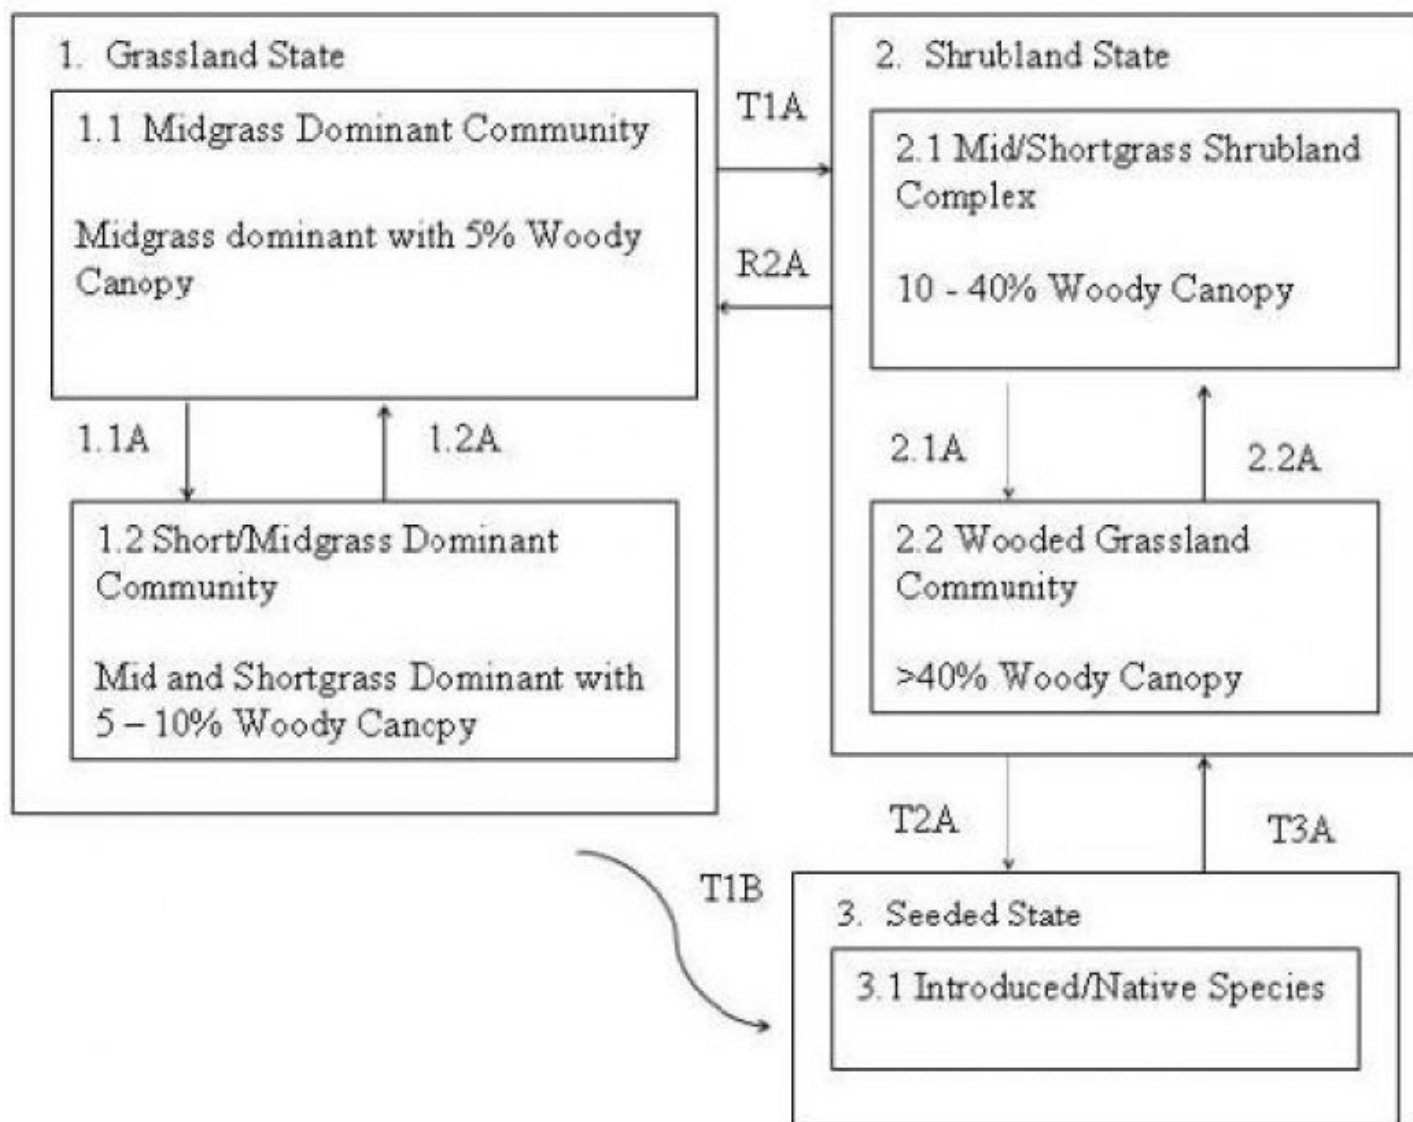 1. Grassland State
1.1 Midgrass Dominant Community
Midgrass dominant with 5% Woody
Canopy
1.1A
1.2A
1.2 Short/Midgrass Dominant
Community
Mid and Shortgrass Dominant with
5 – 10% Woody Canopy
T1A
R2A
2. Shrubland State
2.1 Mid/Shortgrass Shrubland
Complex
10 - 40% Woody Canopy
2.1A
2.2A
2.2 Wooded Grassland
Community
>40% Woody Canopy
T2A
T3A
T1B
3. Seeded State
3.1 Introduced/Native Species